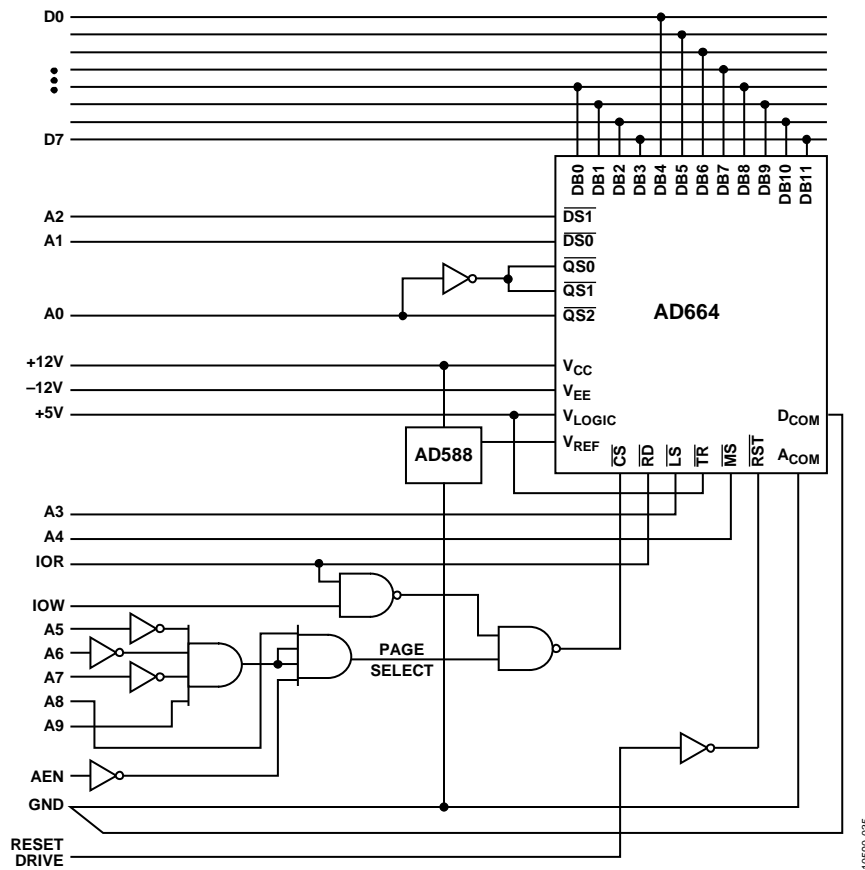 D0
D7
DB0
DB1
DB2
DB3
DB4
DB5
DB6
DB7
DB8
DB9
DB10
DB11
A2
DS1
A1
DS0
QS0
QS1
A0
QS2
AD664
+12V
VCC
–12V
VEE
+5V
VLOGIC
DCOM
AD588
VREF
CS
RD
LS
TR
MS
RST
ACOM
A3
A4
IOR
IOW
A5
A6
A7
A8
A9
PAGE
SELECT
AEN
GND
RESET
DRIVE